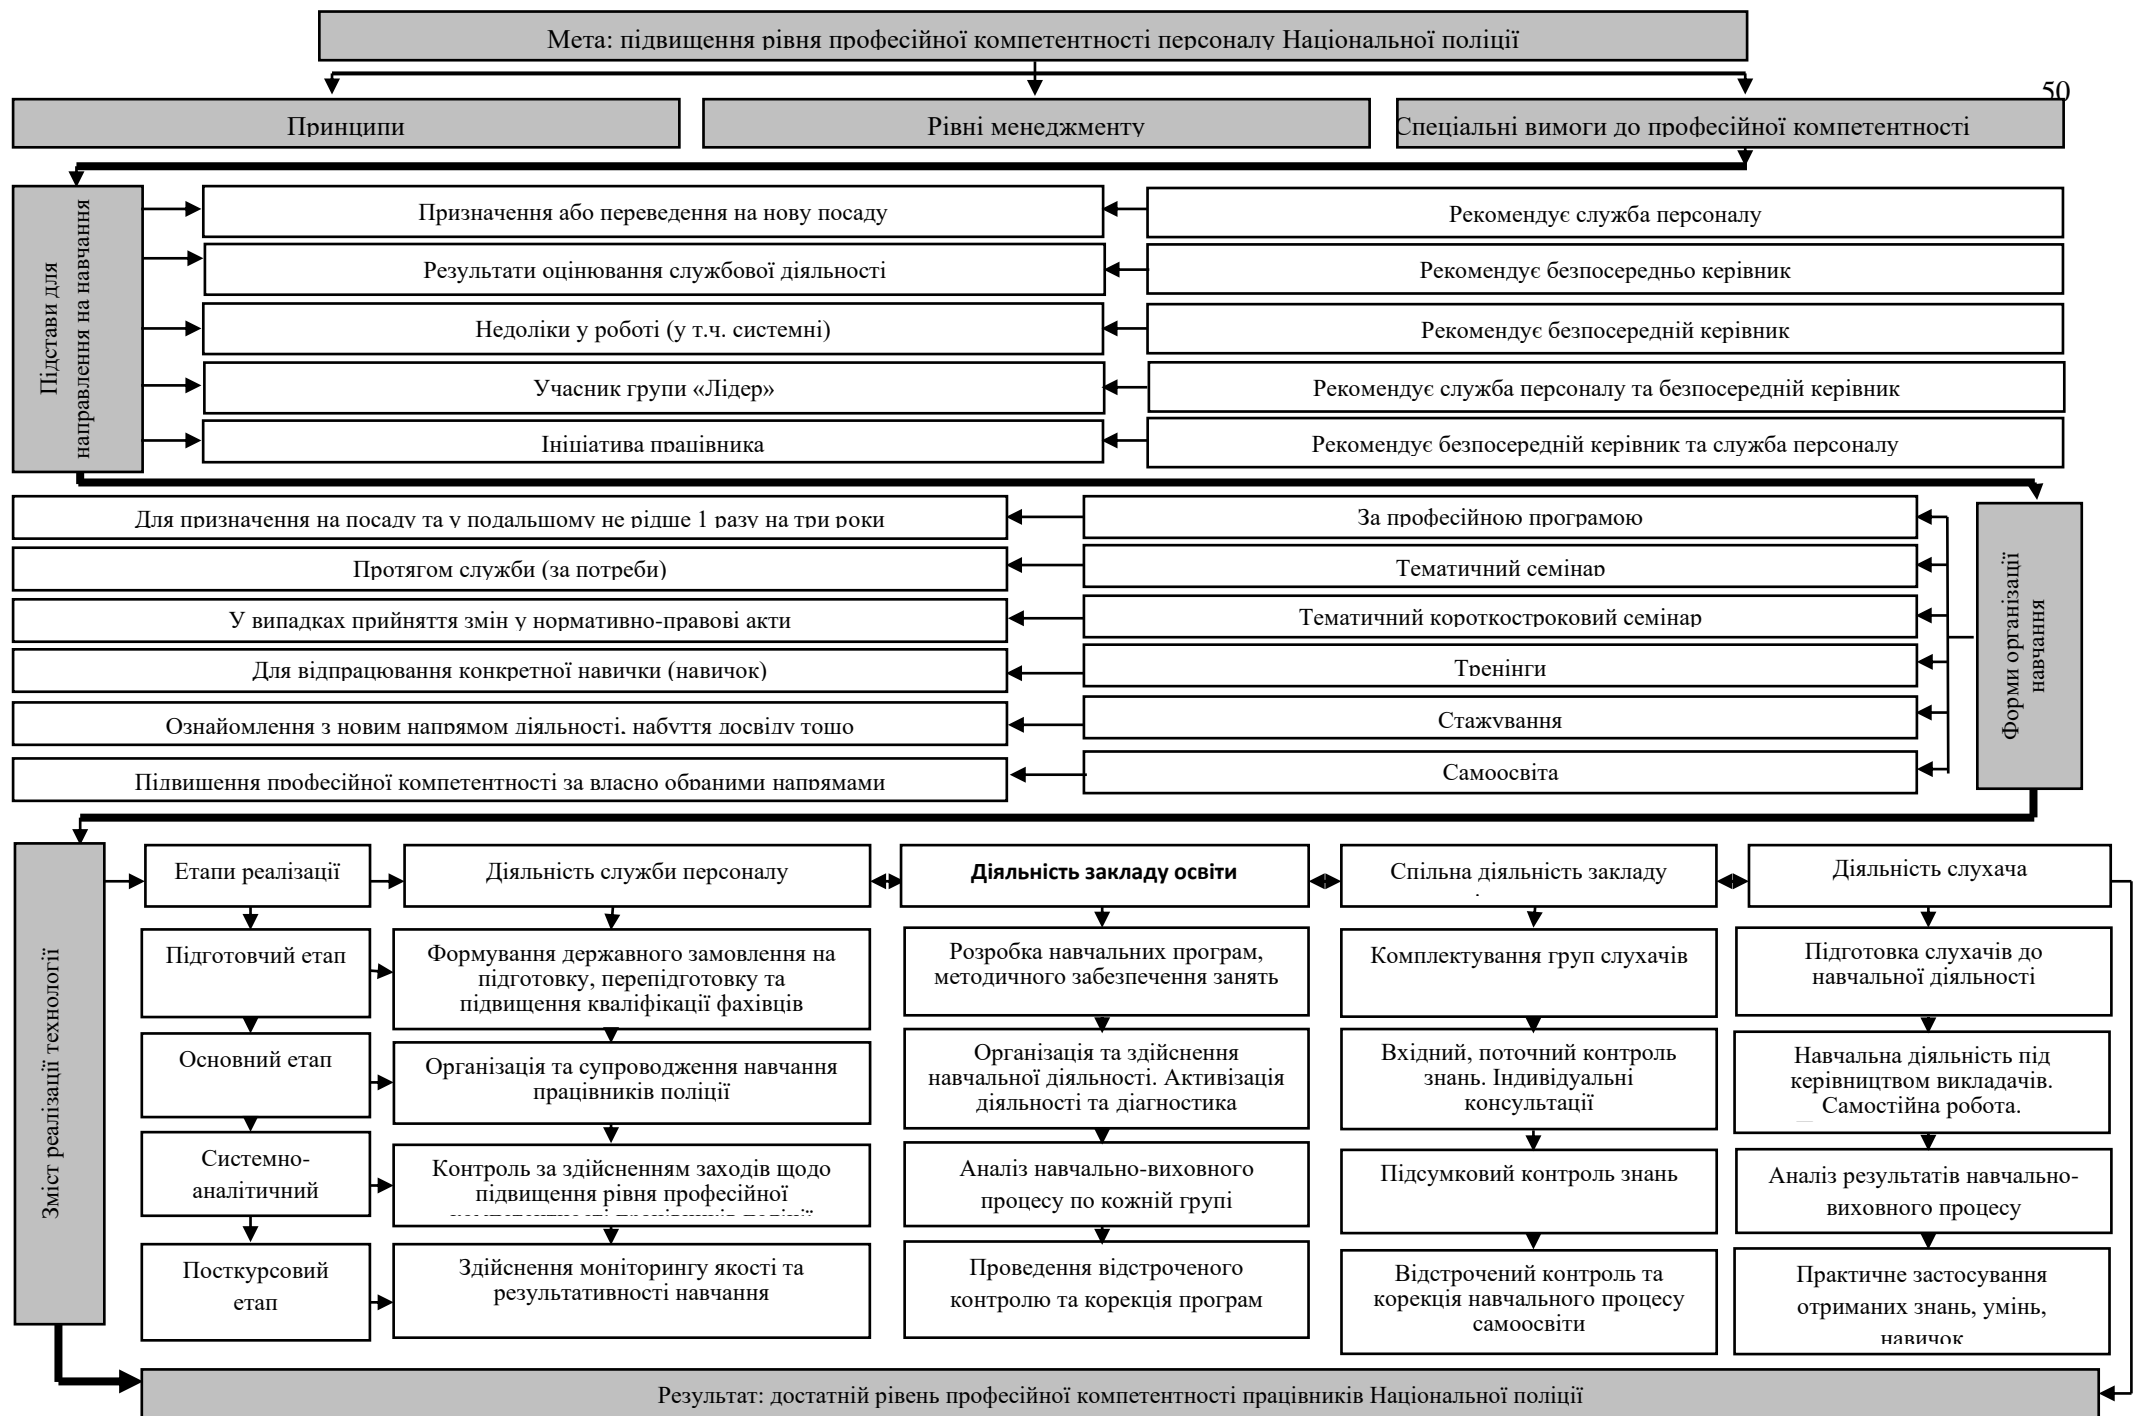 Мета: підвищення рівня професійної компетентності персоналу Національної поліції
50
Принципи
Рівні менеджменту
Спеціальні вимоги до професійної компетентності
Підстави для
направлення на навчання
Призначення або переведення на нову посаду
Рекомендує служба персоналу
Результати оцінювання службової діяльності
Рекомендує безпосередньо керівник
Недоліки у роботі (у т.ч. системні)
Рекомендує безпосередній керівник
Учасник групи «Лідер»
Рекомендує служба персоналу та безпосередній керівник
Ініціатива працівника
Рекомендує безпосередній керівник та служба персоналу
Для призначення на посаду та у подальшому не рідше 1 разу на три роки
За професійною програмою
Протягом служби (за потреби)
Тематичний семінар
У випадках прийняття змін у нормативно-правові акти
Тематичний короткостроковий семінар
Для відпрацювання конкретної навички (навичок)
Тренінги
Ознайомлення з новим напрямом діяльності, набуття досвіду тощо
Стажування
Підвищення професійної компетентності за власно обраними напрямами
Самоосвіта
Форми організації
навчання
Зміст реалізації технології
Етапи реалізації
Діяльність служби персоналу
Діяльність закладу освіти
Спільна діяльність закладу
Діяльність слухача
Підготовчий етап
Формування державного замовлення на
підготовку, перепідготовку та
підвищення кваліфікації фахівців
Розробка навчальних програм,
методичного забезпечення занять
Комплектування груп слухачів
Підготовка слухачів до
навчальної діяльності
Основний етап
Організація та супроводження навчання
працівників поліції
Організація та здійснення
навчальної діяльності. Активізація
діяльності та діагностика
Вхідний, поточний контроль
знань. Індивідуальні
консультації
Навчальна діяльність під
керівництвом викладачів.
Самостійна робота.
Системно-
аналітичний
Контроль за здійсненням заходів щодо
підвищення рівня професійної
компетентності працівників поліції
Аналіз навчально-виховного
процесу по кожній групі
Підсумковий контроль знань
Аналіз результатів навчально-
виховного процесу
Посткурсовий
етап
Здійснення моніторингу якості та
результативності навчання
Проведення відстроченого
контролю та корекція програм
Відстрочений контроль та
корекція навчального процесу
самоосвіти
Практичне застосування
отриманих знань, умінь,
навичок
Результат: достатній рівень професійної компетентності працівників Національної поліції